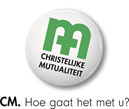 CHRISTELIJKE
MUTUALITEIT
CM. Hoe gaat het met u?